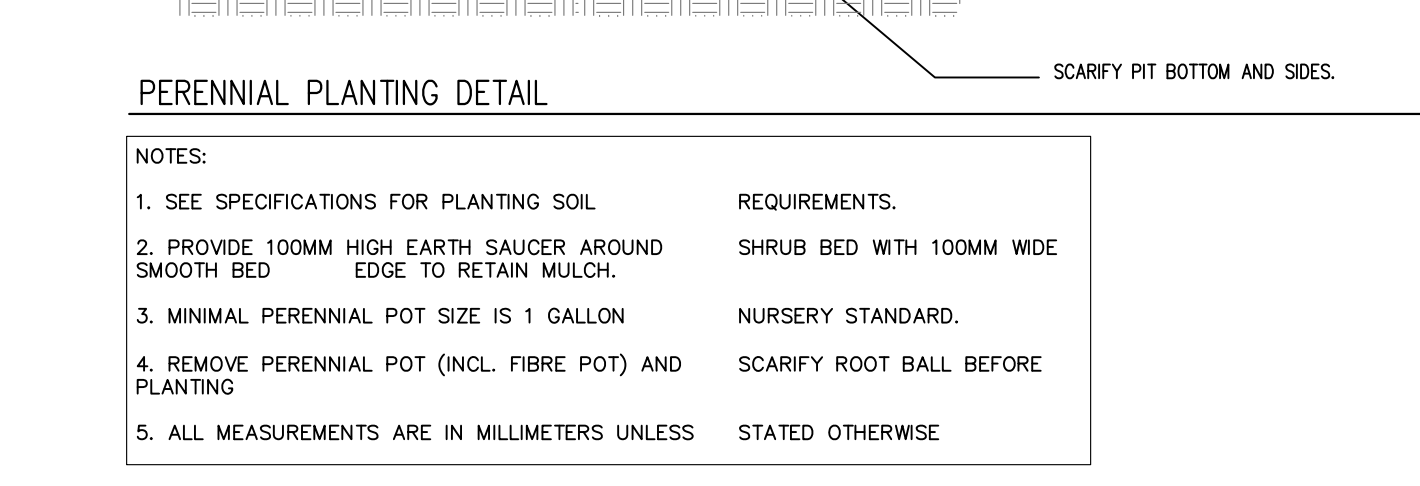 SCARIFY PIT BOTTOM AND SIDES.
PERENNIAL PLANTING DETAIL
NOTES:
1. SEE SPECIFICATIONS FOR PLANTING SOIL REQUIREMENTS.
2. PROVIDE 100MM HIGH EARTH SAUCER AROUND SHRUB BED WITH 100MM WIDE
SMOOTH BED EDGE TO RETAIN MULCH.
3. MINIMAL PERENNIAL POT SIZE IS 1 GALLON NURSERY STANDARD.
4. REMOVE PERENNIAL POT (INCL. FIBRE POT) AND SCARIFY ROOT BALL BEFORE
PLANTING
5. ALL MEASUREMENTS ARE IN MILLIMETERS UNLESS STATED OTHERWISE